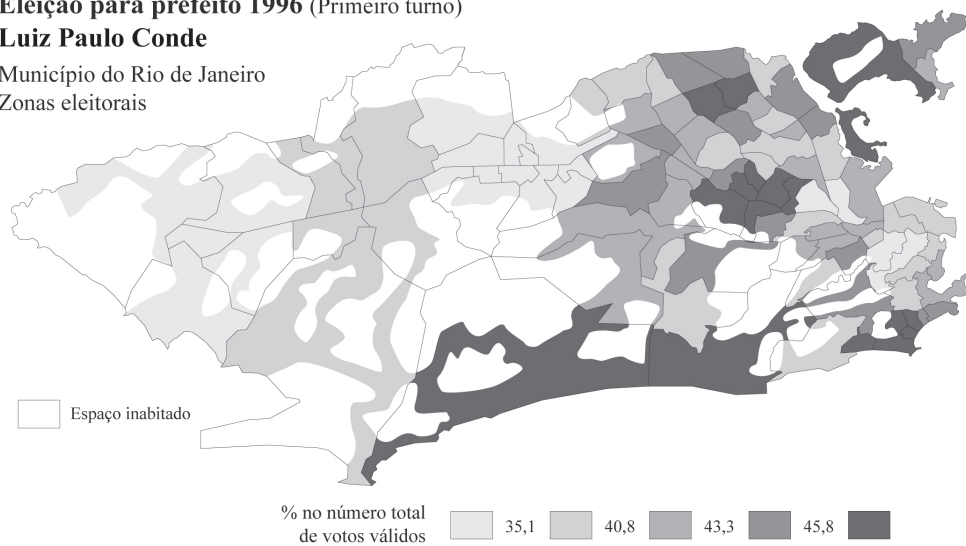 Eleição para prefeito 1996 (Primeiro turno)
Luiz Paulo Conde
Município do Rio de Janeiro
Zonas eleitorais
Espaço inabitado
% no número total
de votos válidos
35,1
40,8
43,3
45,8